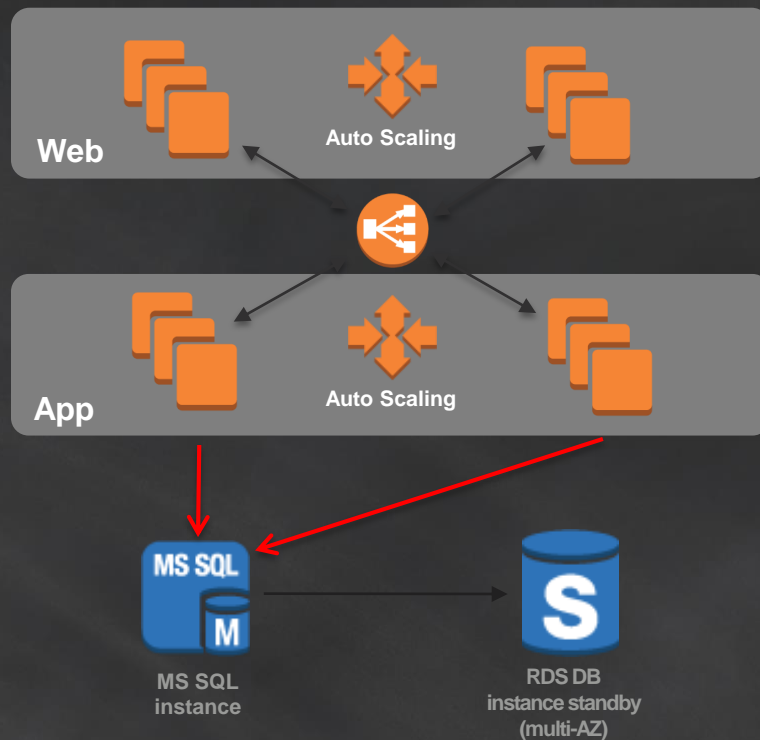 Auto Scaling
Web
Auto Scaling
App
MS SQL
M
S
MS SQL
instance
RDS DB
instance standby
(multi-AZ)